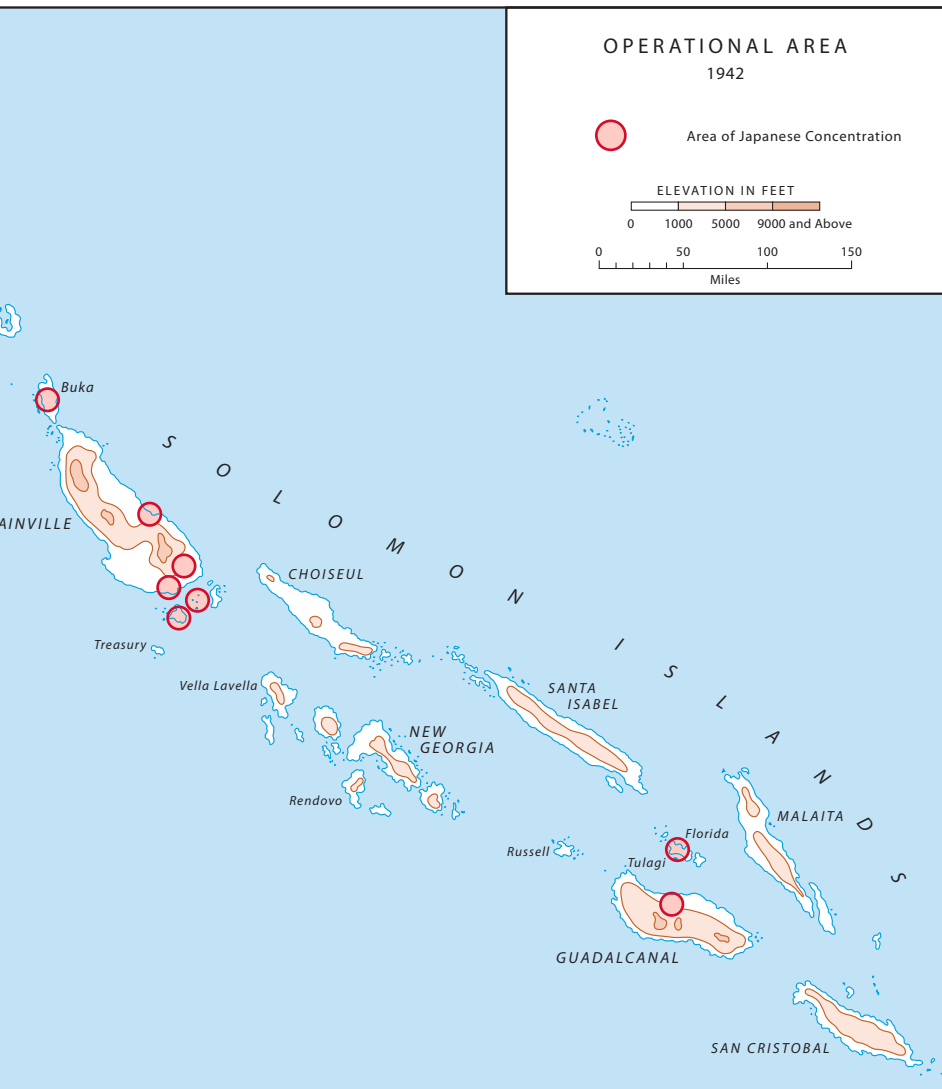 OPERATIONAL AREA
1942
Area of Japanese Concentration
ELEVATION IN FEET
0 1000 5000 9000 and Above
0 50 100 150
Miles
Buka
SOLOMON ISLANDS
AINVILLE
CHOISEUL
Treasury
Vella Lavella
SANTA
ISABEL
NEW
GEORGIA
Rendovo
MALAITA
Florida
Russell
Tulagi
GUADALCANAL
SAN CRISTOBAL